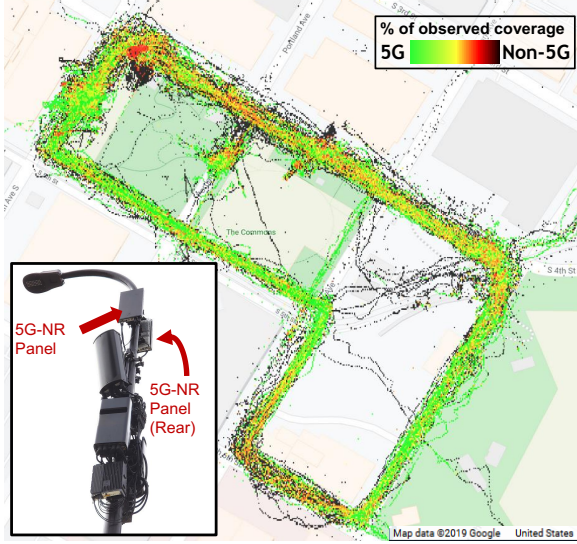 % of observed coverage
5G Non-5G
S 3rd
Portland Ave
The Commons
S 4th St
5G-NR
Panel
5G-NR
Panel
(Rear)
Map data ©2019 Google United States